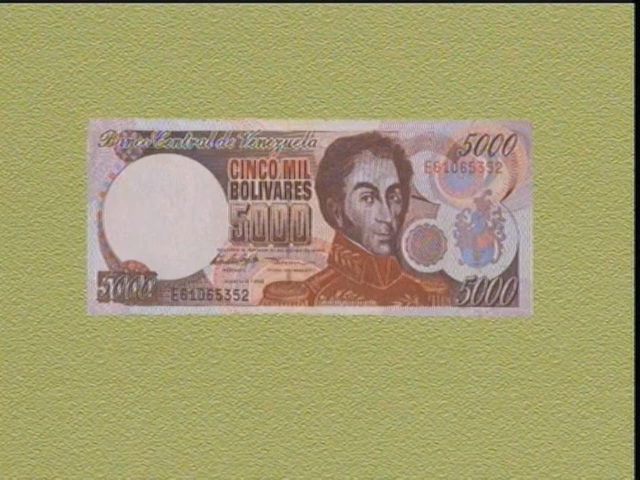 Banco Central de Venezuela
5000
E61065352
CINCO MIL
BOLIVARES
5000
5000
E61065352
5000